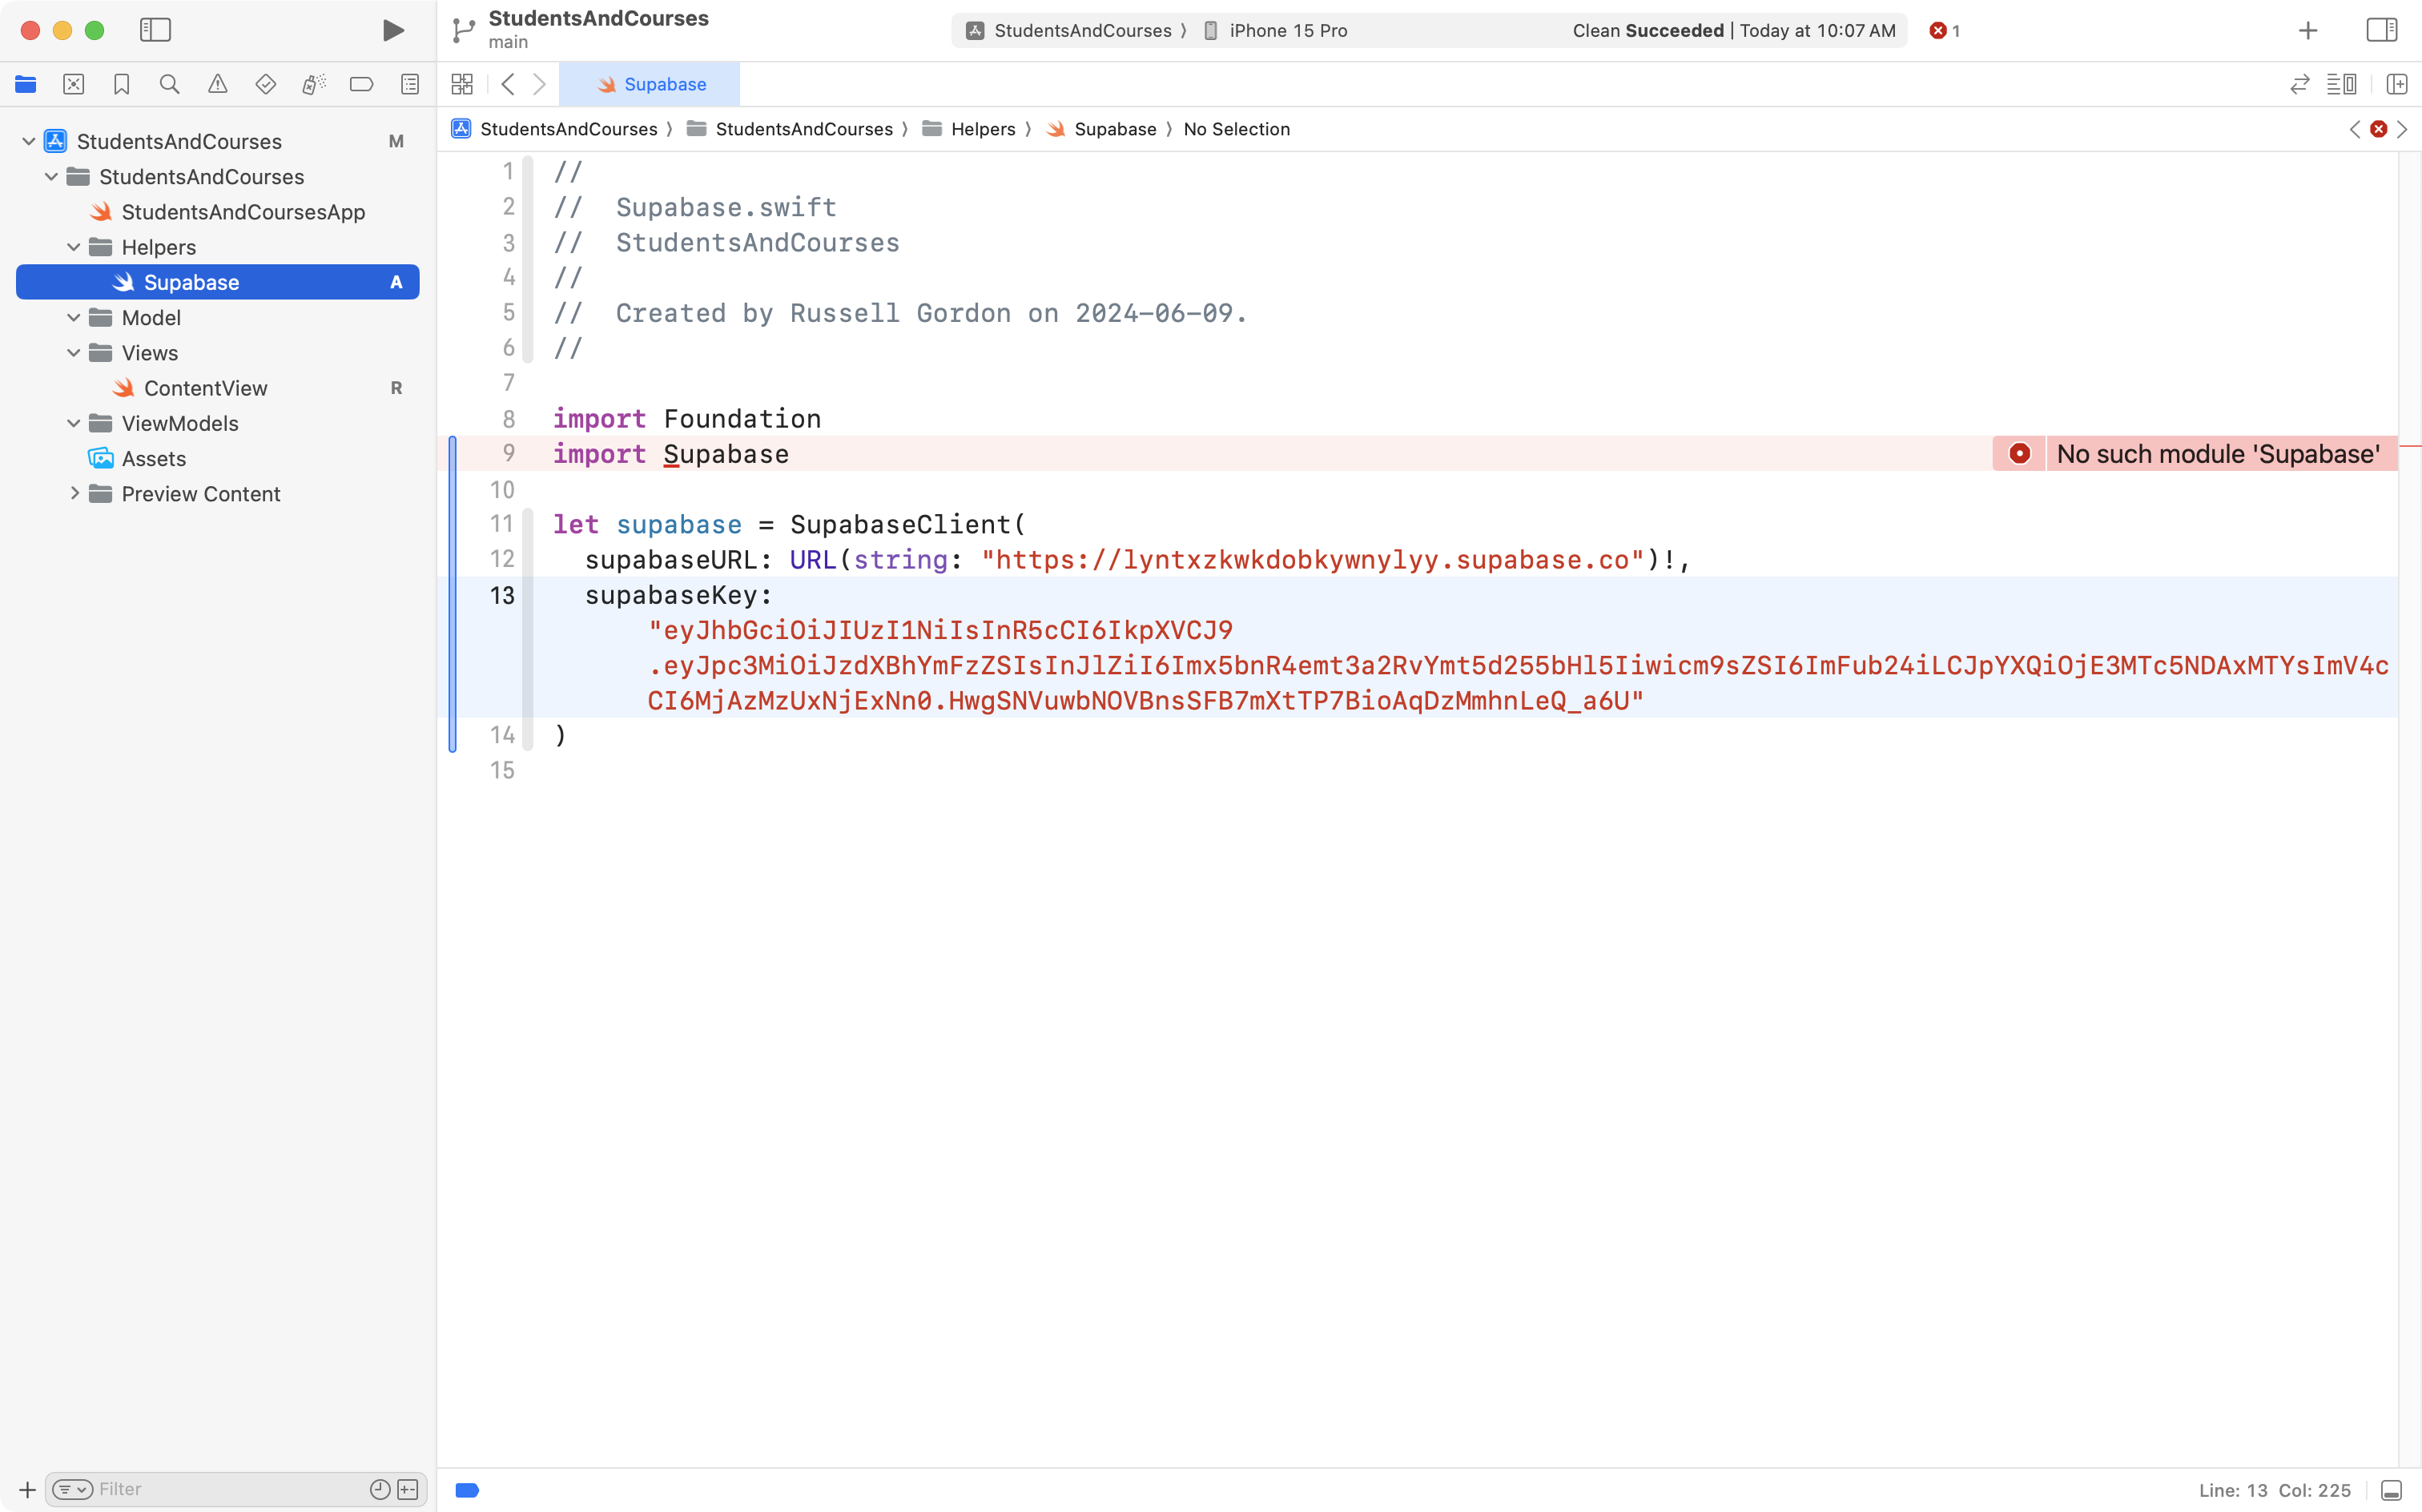 StudentsAndCourses
main
StudentsAndCourses 〉 iPhone 15 Pro
Clean Succeeded | Today at 10:07 AM
1
Supabase
StudentsAndCourses 〉 StudentsAndCourses 〉 Helpers 〉 Supabase 〉 No Selection
StudentsAndCourses M
StudentsAndCourses
StudentsAndCoursesApp
Helpers
Supabase A
Model
Views
ContentView R
ViewModels
Assets
Preview Content
1 //
2 //  Supabase.swift
3 //  StudentsAndCourses
4 //
5 //  Created by Russell Gordon on 2024-06-09.
6 //
7
8 import Foundation
9 import Supabase
No such module 'Supabase'
10
11 let supabase = SupabaseClient(
12   supabaseURL: URL(string: "https://lyntxzkwkdobkywnylyy.supabase.co")!,
13   supabaseKey:
"eyJhbGciOiJIUzI1NiIsInR5cCI6IkpXVCJ9
.eyJpc3MiOiJzdXBhYmFzZSIsInJlZiI6Imx5bnR4emt3a2RvYmt5d255bHl5Iiwicm9sZSI6ImFub24iLCJpYXQiOjE3MTc5NDAxMTYsImV4c
CI6MjAzMzUxNjExNn0.HwgSNVuwbNOVBnsSFB7mXtTP7BioAqDzMmhnLeQ_a6U"
14 )
15
Filter
Line: 13 Col: 225